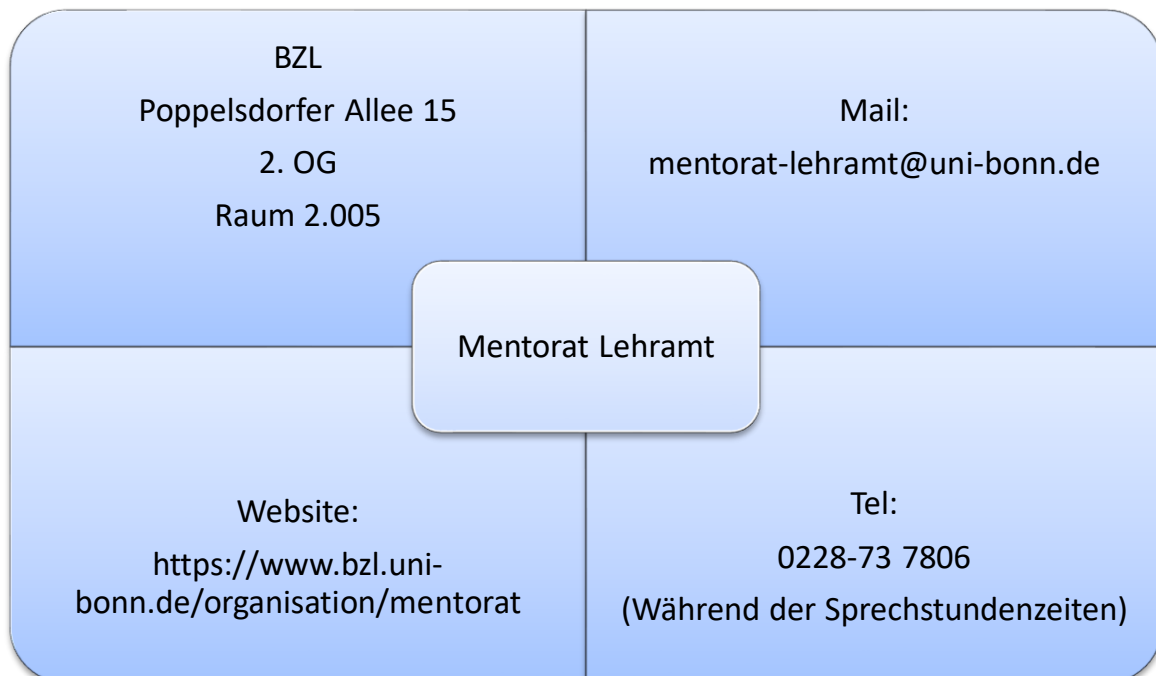 BZL
Poppelsdorfer Allee 15
2. OG
Raum 2.005
Mail:
mentorat-lehramt@uni-bonn.de
Mentorat Lehramt
Website:
https://www.bzl.uni-
bonn.de/organisation/mentorat
Tel:
0228-73 7806
(Während der Sprechstundenzeiten)